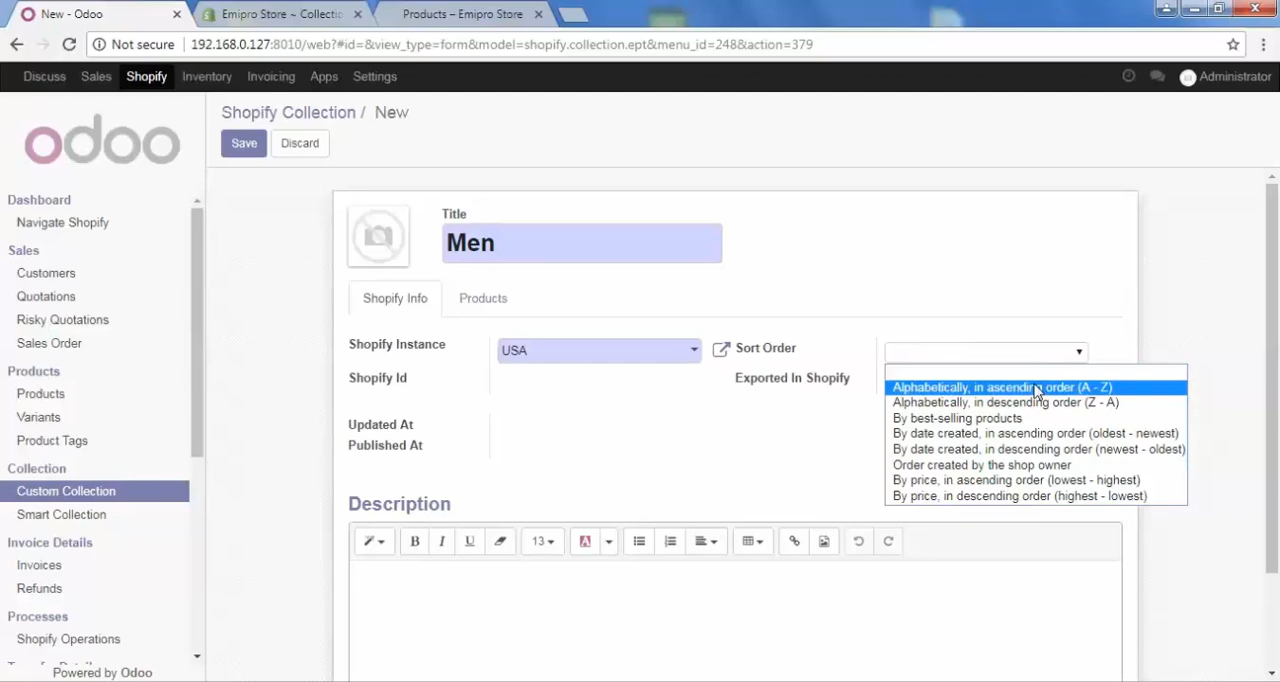 New - Odoo
Emipro Store ~ Collectio
Products – Emipro Store
Not secure
192.168.0.127:8010/web?#id=&view_type=form&model=shopify.collection.ept&menu_id=248&action=379
Discuss Sales Shopify Inventory Invoicing Apps Settings
Administrator
odoo
Shopify Collection / New
Save Discard
Dashboard
Navigate Shopify
Sales
Customers
Quotations
Risky Quotations
Sales Order
Products
Products
Variants
Product Tags
Collection
Custom Collection
Smart Collection
Invoice Details
Invoices
Refunds
Processes
Shopify Operations
Powered by Odoo
Title
Men
Shopify Info Products
Shopify Instance USA
Shopify Id
Updated At
Published At
Sort Order
Exported In Shopify
Alphabetically, in ascending order (A - Z)
Alphabetically, in descending order (Z - A)
By best-selling products
By date created, in ascending order (oldest - newest)
By date created, in descending order (newest - oldest)
Order created by the shop owner
By price, in ascending order (lowest - highest)
By price, in descending order (highest - lowest)
Description
B I U 13 A